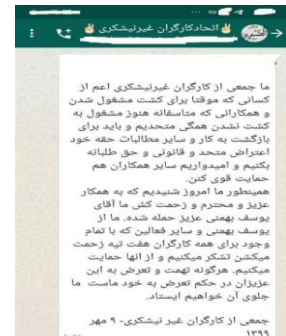 اتحادکارگران غیرنیشکری
ما جمعی از کارگران غیرنیشکری اعم از
کسانی که موقتا برای کشت مشغول شدن
و همکارانی که متاسفانه هنوز مشغول به
کشت نشدن همگی متحدیم و باید برای
بازگشت به کار و سایر مطالبات حقه خود
اعتراض متحد و قانونی و حق طلبانه
بکنیم و امیدواریم سایر همکاران هم
حمایت قوی کنن.
همینطور ما امروز شنیدیم که به همکار
عزیز و محترم و زحمت کش ما آقای
یوسف بهمنی عزیز حمله شده. ما از
یوسف بهمنی و سایر فعالین که با تمام
وجود برای همه کارگران هفت تپه زحمت
میکشن تشکر میکنیم و از انها حمایت
میکنیم. هرگونه تهمت و تعرض به این
عزیزان در حکم تعرض به خود ماست ما
جلوی آن خواهیم ایستاد.
جمعی از کارگران غیر نیشکری- ۹ مهر
۱۳۹۹